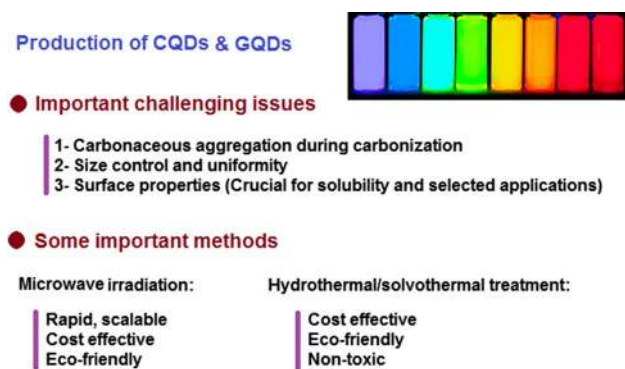 Production of CQDs & GQDs
Important challenging issues
1- Carbonaceous aggregation during carbonization
2- Size control and uniformity
3- Surface properties (Crucial for solubility and selected applications)
Some important methods
Microwave irradiation:
Rapid, scalable
Cost effective
Eco-friendly
Hydrothermal/solvothermal treatment:
Cost effective
Eco-friendly
Non-toxic